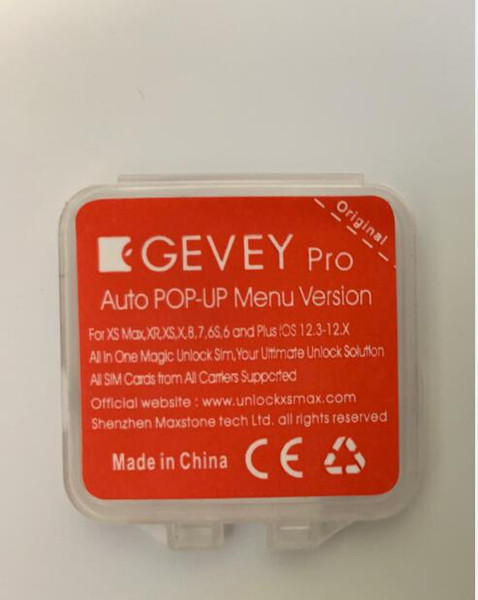 Original
GEVEY Pro
Auto POP-UP Menu Version
For XS Max,XR,XS,X,8,7,6S,6 and Plus iOS 12.3-12.X
All In One Magic Unlock Sim,Your Ultimate Unlock Solution
All SIM Cards from All Carriers Supported
Official website : www.unlockxsmax.com
Shenzhen Maxstone tech Ltd. all rights reserved
Made in China CE